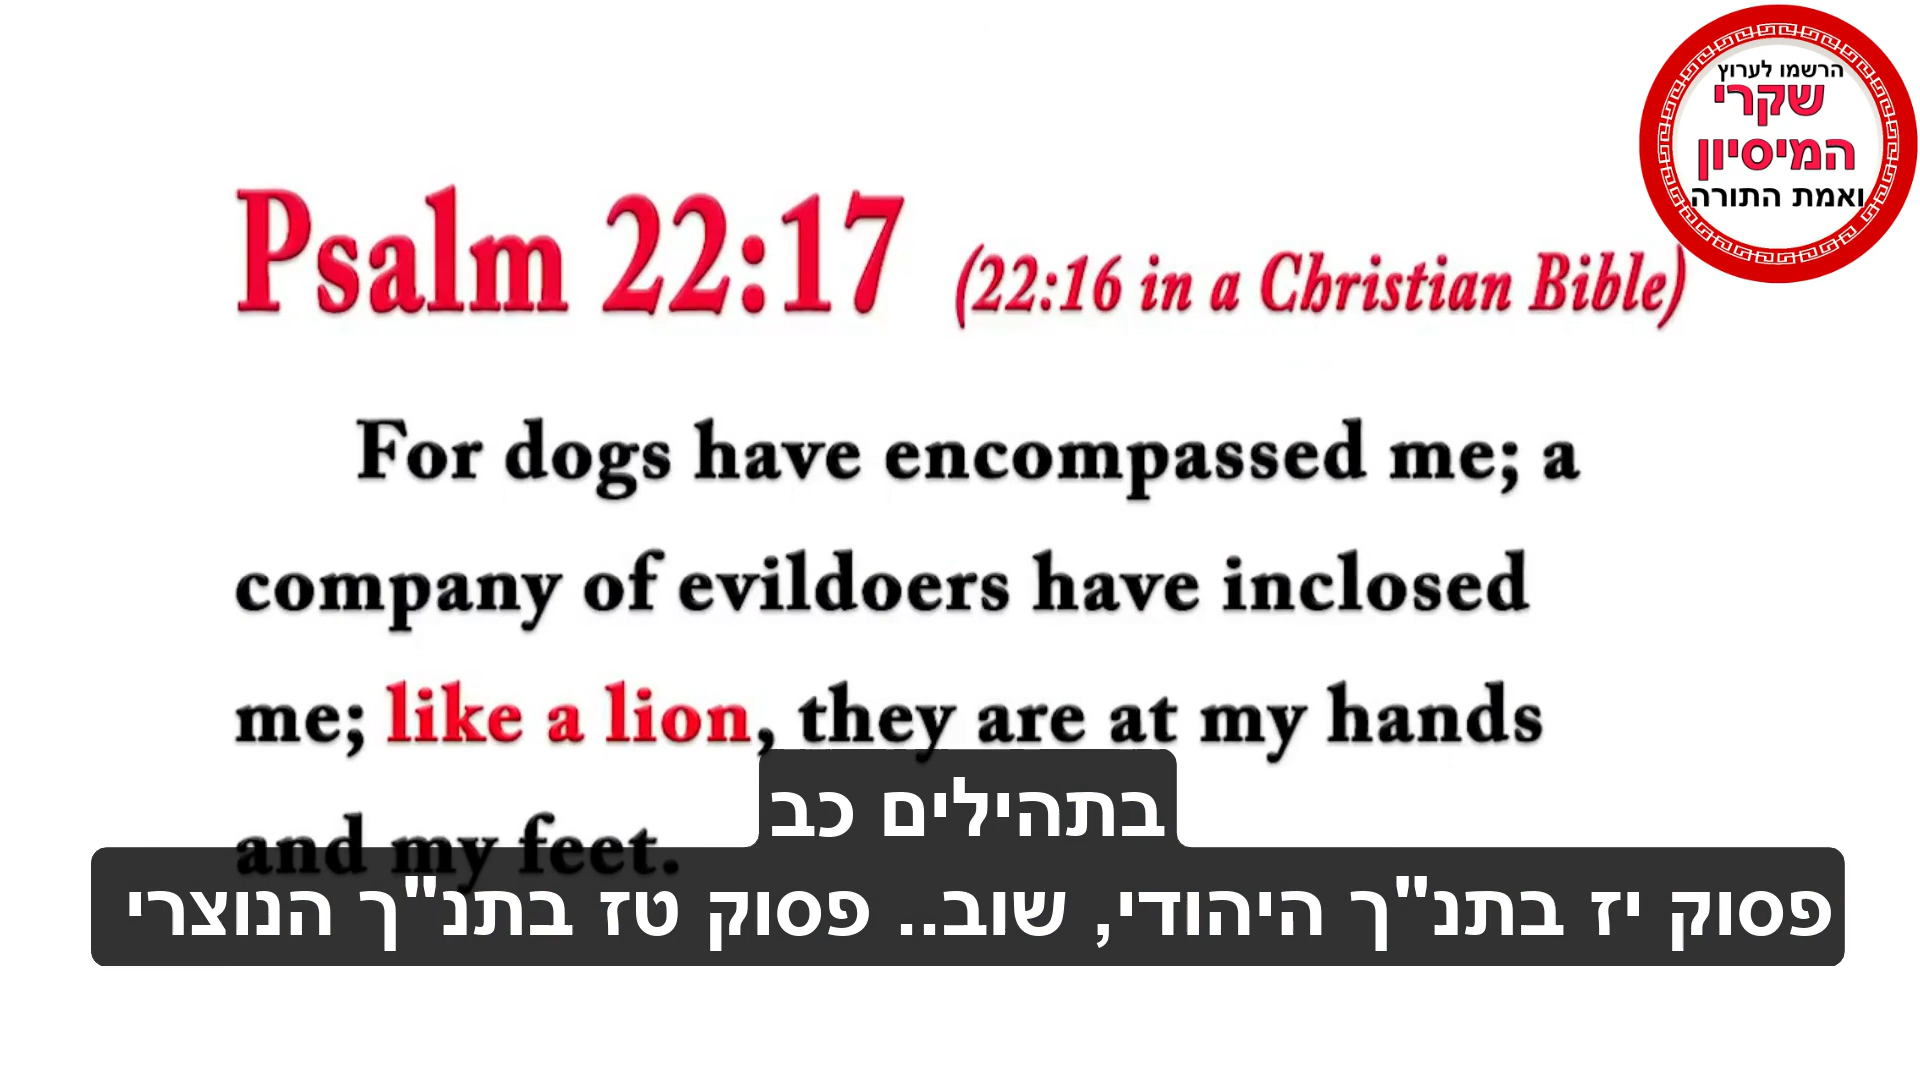 הרשמו לערוץ
שקרי
המיסיון
ואמת התורה
Psalm 22:17 (22:16 in a Christian Bible)
For dogs have encompassed me; a
company of evildoers have inclosed
me; like a lion, they are at my hands
and my feet.
בתהילים כב
פסוק יז בתנ"ך היהודי, שוב.. פסוק טז בתנ"ך הנוצרי